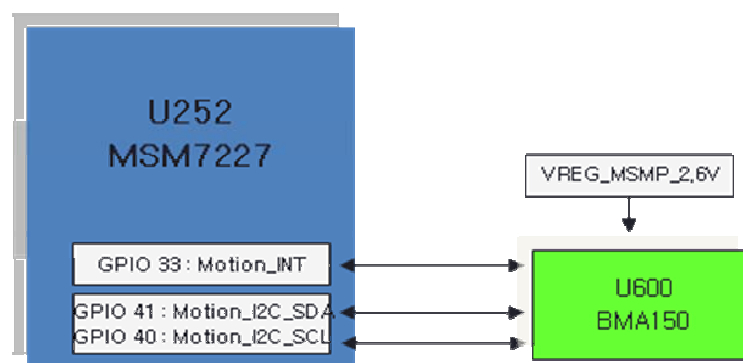 U252
MSM7227
VREG_MSMP_2,6V
GPIO 33 : Motion_INT
U600
GPIO 41 : Motion_I2C_SDA
BMA150
GPIO 40 : Motion_I2C_SCL